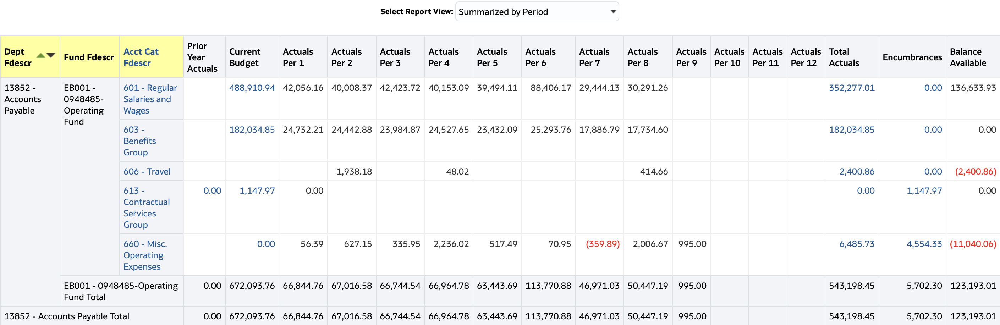 Select Report View: Summarized by Period
Dept Fdescr Fund Fdescr Acct Cat Fdescr Prior Year Actuals Current Budget Actuals Per 1 Actuals Per 2 Actuals Per 3 Actuals Per 4 Actuals Per 5 Actuals Per 6 Actuals Per 7 Actuals Per 8 Actuals Per 9 Actuals Per 10 Actuals Per 11 Actuals Per 12 Total Actuals Encumbrances Balance Available
13852 - Accounts Payable EB001 - 0948485-Operating Fund 601 - Regular Salaries and Wages 488,910.94 42,056.16 40,008.37 42,423.72 40,153.09 39,494.11 88,406.17 29,444.13 30,291.26 352,277.01 0.00 136,633.93
603 - Benefits Group 182,034.85 24,732.21 24,442.88 23,984.87 24,527.65 23,432.09 25,293.76 17,886.79 17,734.60 182,034.85 0.00 0.00
606 - Travel 1,938.18 48.02 414.66 2,400.86 0.00 (2,400.86)
613 - Contractual Services Group 0.00 1,147.97 0.00 0.00 1,147.97 0.00
660 - Misc. Operating Expenses 0.00 56.39 627.15 335.95 2,236.02 517.49 70.95 (359.89) 2,006.67 995.00 6,485.73 4,554.33 (11,040.06)
EB001 - 0948485-Operating Fund Total 0.00 672,093.76 66,844.76 67,016.58 66,744.54 66,964.78 63,443.69 113,770.88 46,971.03 50,447.19 995.00 543,198.45 5,702.30 123,193.01
13852 - Accounts Payable Total 0.00 672,093.76 66,844.76 67,016.58 66,744.54 66,964.78 63,443.69 113,770.88 46,971.03 50,447.19 995.00 543,198.45 5,702.30 123,193.01